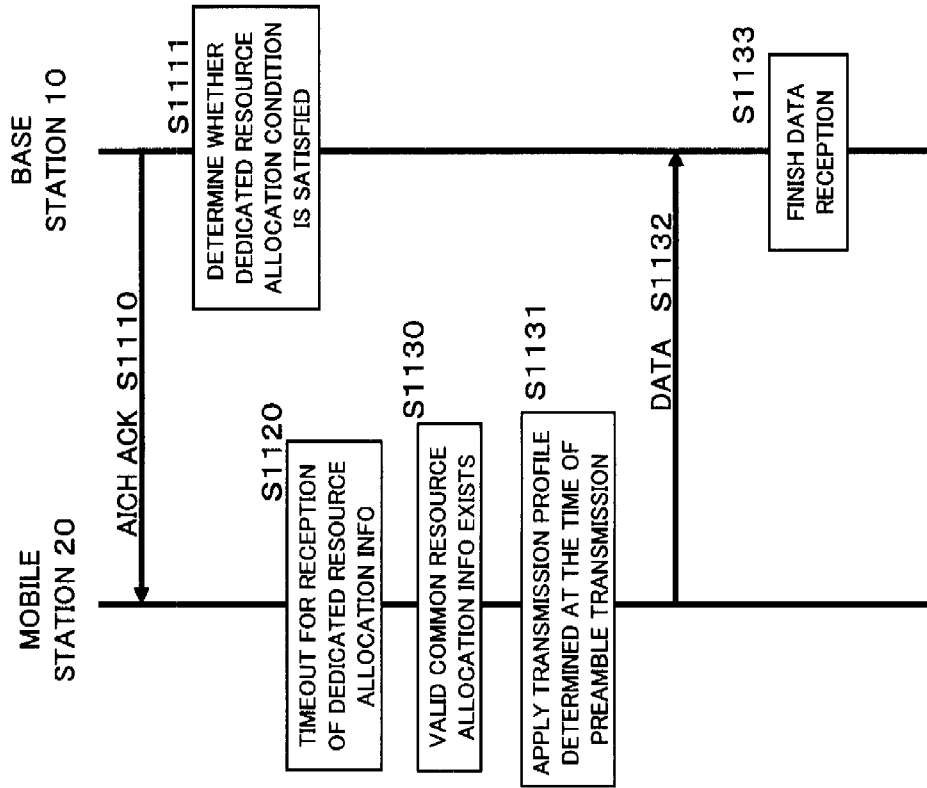 MOBILE
STATION 20
BASE
STATION 10
AICH ACK S1110
S1111
DETERMINE WHETHER
DEDICATED RESOURCE
ALLOCATION CONDITION
IS SATISFIED
S1120
TIMEOUT FOR RECEPTION
OF DEDICATED RESOURCE
ALLOCATION INFO
S1130
VALID COMMON RESOURCE
ALLOCATION INFO EXISTS
S1131
APPLY TRANSMISSION PROFILE
DETERMINED AT THE TIME OF
PREAMBLE TRANSMISSION
DATA S1132
S1133
FINISH DATA
RECEPTION